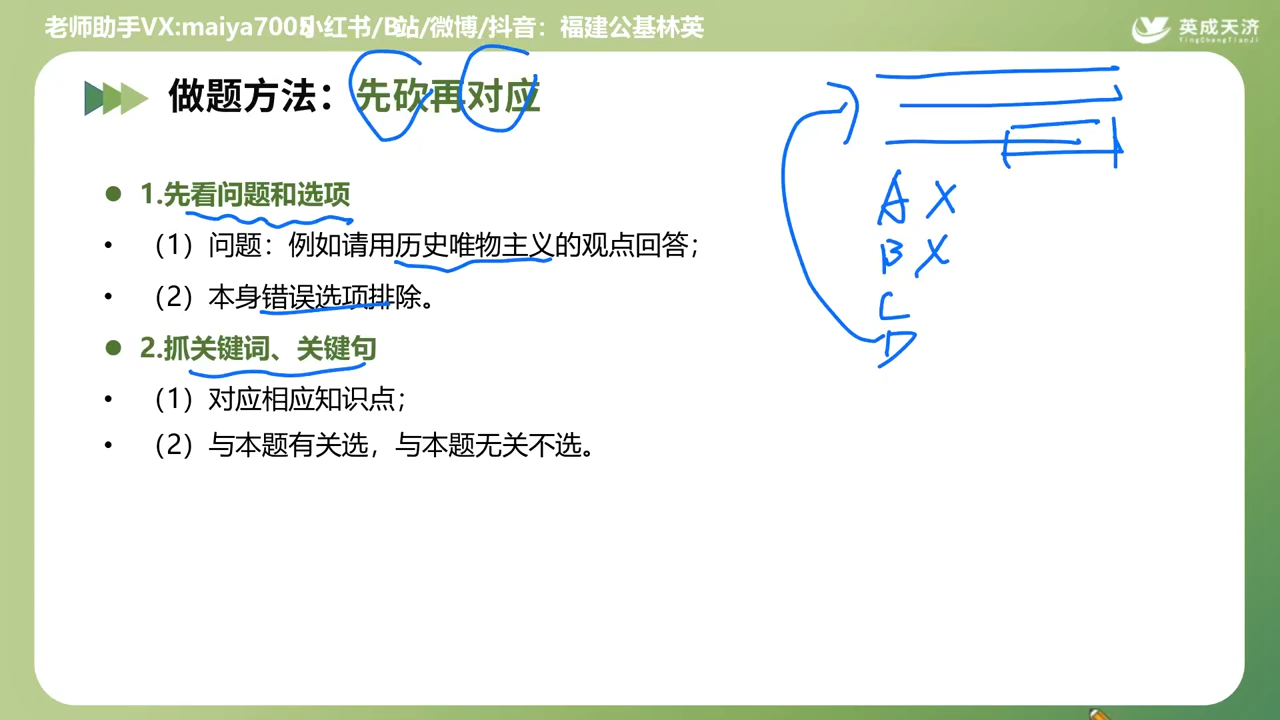 老师助手VX:maiya7005小红书/B站/微博/抖音：福建公基林英
英成天济
YingChengTianJi
做题方法：先砍再对应
1.先看问题和选项
（1）问题：例如请用历史唯物主义的观点回答；
（2）本身错误选项排除。
2.抓关键词、关键句
（1）对应相应知识点；
（2）与本题有关选，与本题无关不选。
A X
B X
C
D